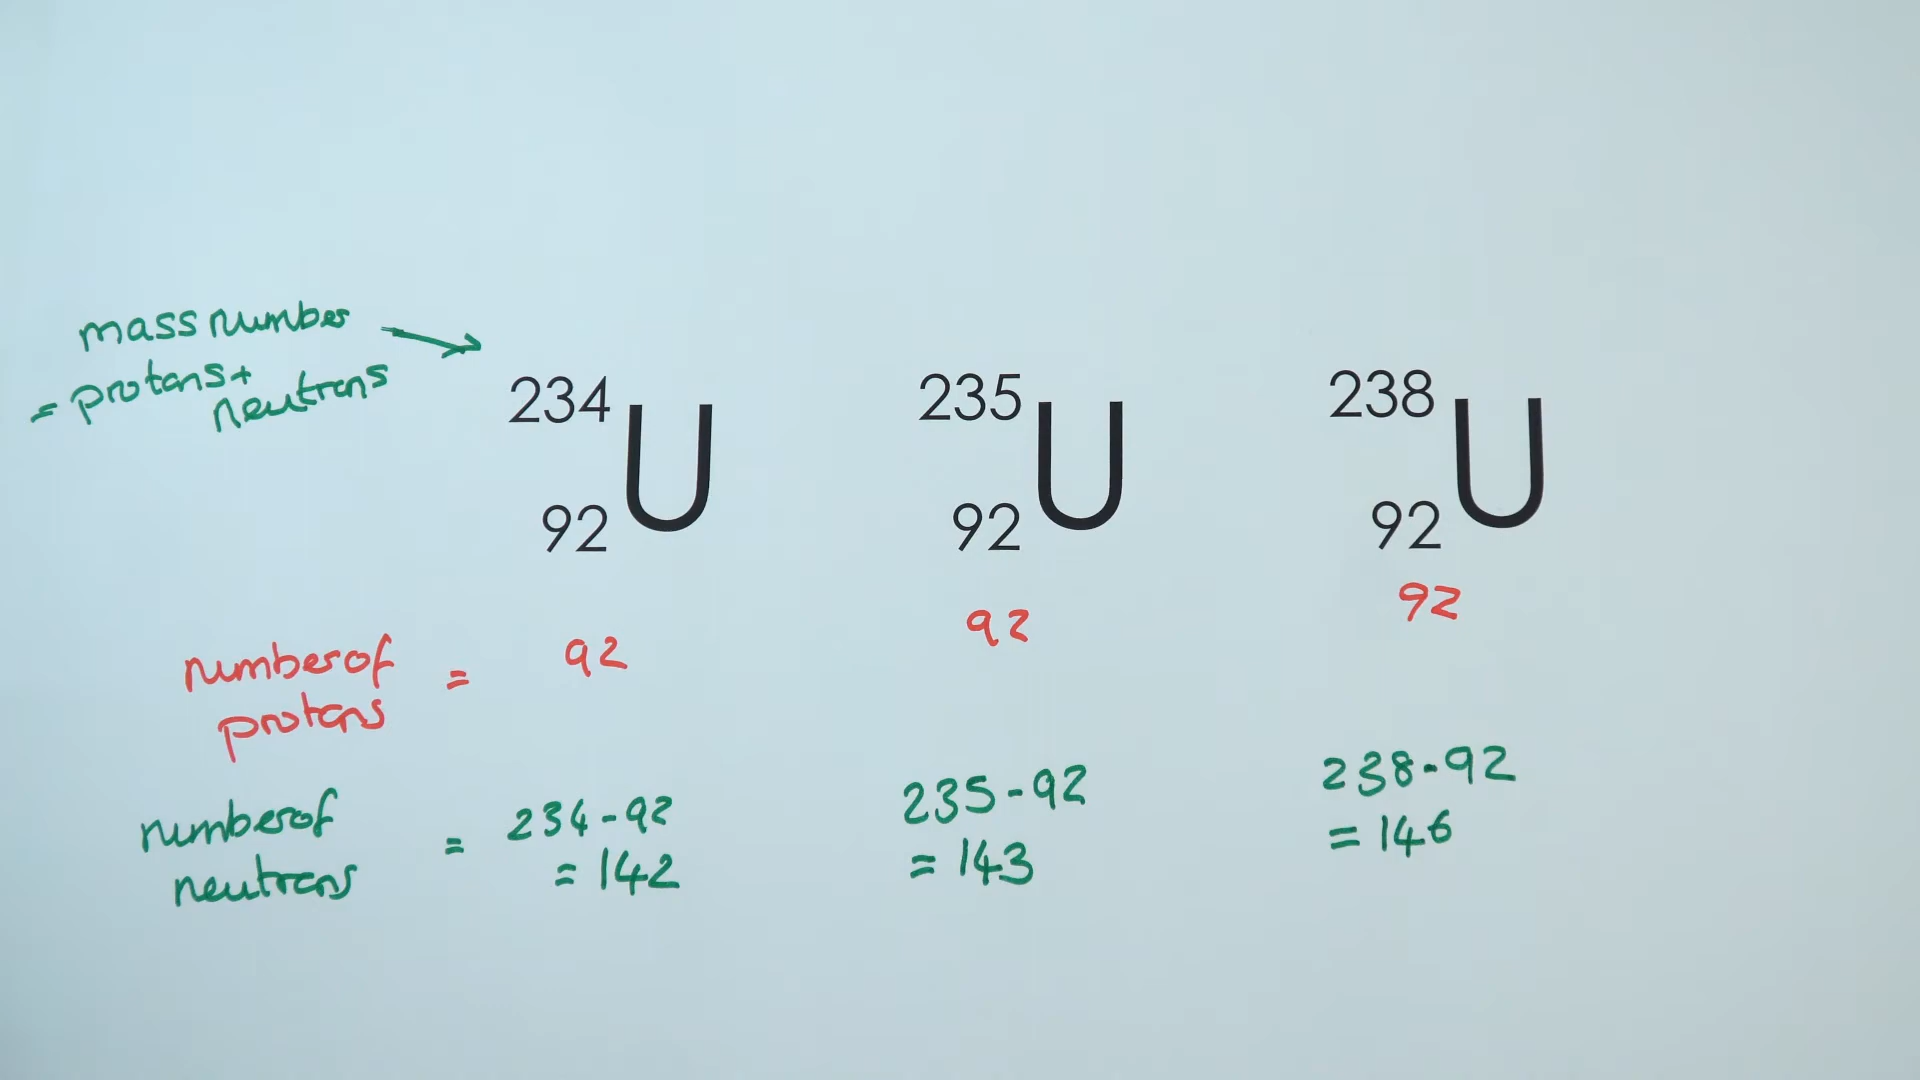 mass number
= protons +
neutrons
234 U 235 U 238 U
92 92 92
number of protons = 92 92 92
number of neutrons = 234 - 92 235 - 92 238 - 92
= 142 = 143 = 146